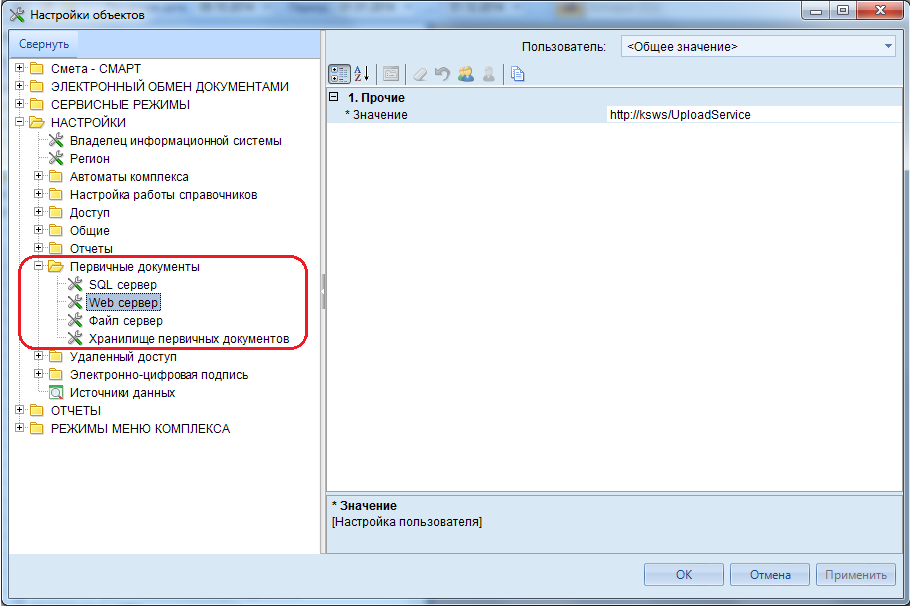 Настройки объектов
Свернуть
Пользователь: <Общее значение>
Смета - СМАРТ
ЭЛЕКТРОННЫЙ ОБМЕН ДОКУМЕНТАМИ
СЕРВИСНЫЕ РЕЖИМЫ
НАСТРОЙКИ
Владелец информационной системы
Регион
Автоматы комплекса
Настройка работы справочников
Доступ
Общие
Отчеты
Первичные документы
SQL сервер
Web сервер
Файл сервер
Хранилище первичных документов
Удаленный доступ
Электронно-цифровая подпись
Источники данных
ОТЧЕТЫ
РЕЖИМЫ МЕНЮ КОМПЛЕКСА
1. Прочие
* Значение http://ksws/UploadService
* Значение
[Настройка пользователя]
OK Отмена Применить